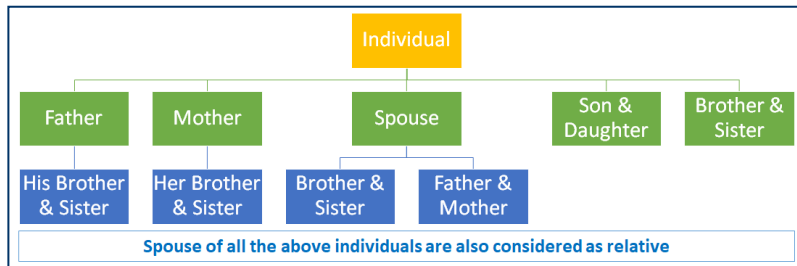 Individual
Father
Mother
Spouse
Son &
Daughter
Brother &
Sister
His Brother
& Sister
Her Brother
& Sister
Brother &
Sister
Father &
Mother
Spouse of all the above individuals are also considered as relative